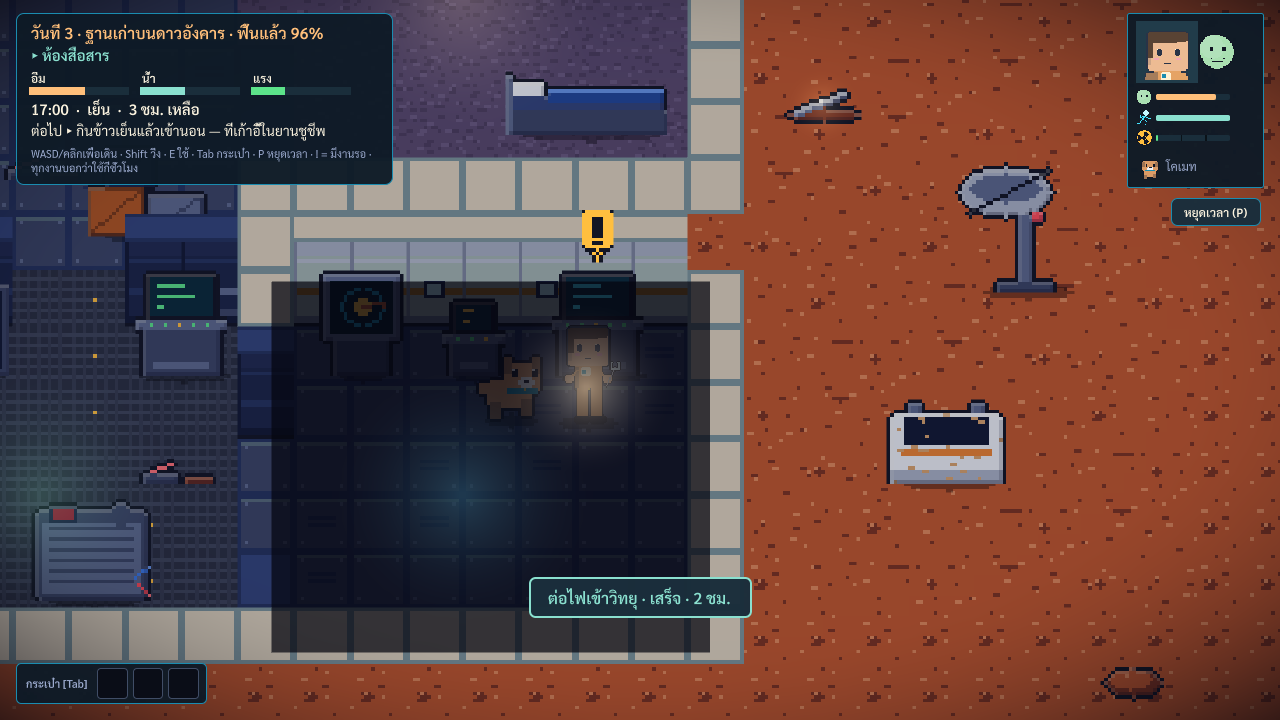 วันที่ 3 · ฐานเก่าบนดาวอังคาร · ฟื้นแล้ว 96%
▸ ห้องสื่อสาร
อิ่ม น้ำ แรง
17:00 · เย็น · 3 ชม. เหลือ
ต่อไป ▸ กินข้าวเย็นแล้วเข้านอน — ที่เก้าอี้ในยานชูชีพ
WASD/คลิกเพื่อเดิน · Shift วิ่ง · E ใช้ · Tab กระเป๋า · P หยุดเวลา · ! = มีงานรอ ·
ทุกงานบอกว่าใช้กี่ชั่วโมง
โคเมท
หยุดเวลา (P)
ต่อไฟเข้าวิทยุ · เสร็จ · 2 ชม.
กระเป๋า [Tab]